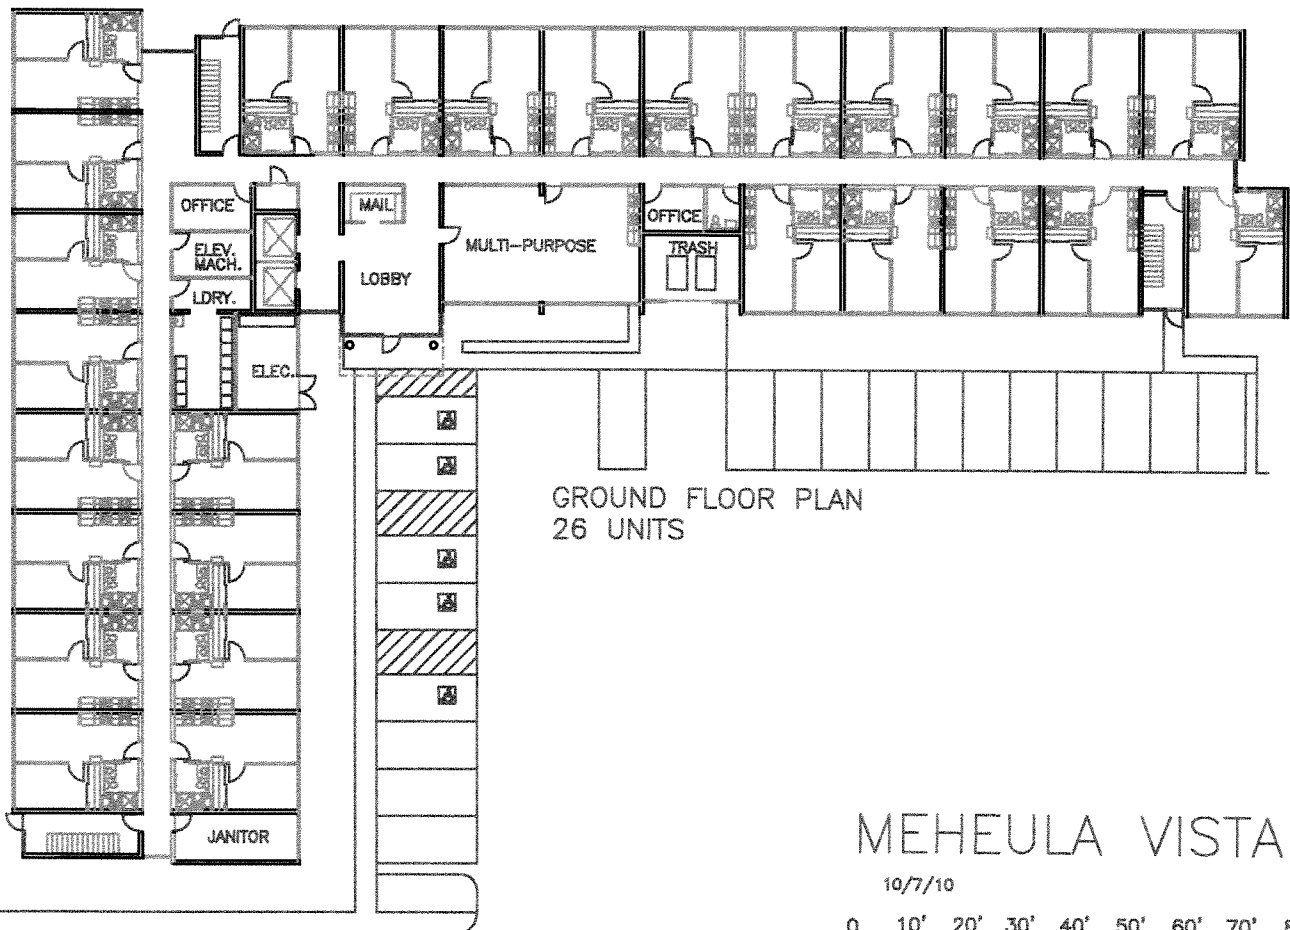 OFFICE
MAIL
OFFICE
ELEV.
MACH.
MULTI-PURPOSE
TRASH
LOBBY
LDRY.
ELEC.
GROUND FLOOR PLAN
26 UNITS
JANITOR
MEHEULA VISTA
10/7/10
0 10' 20' 30' 40' 50' 60' 70'